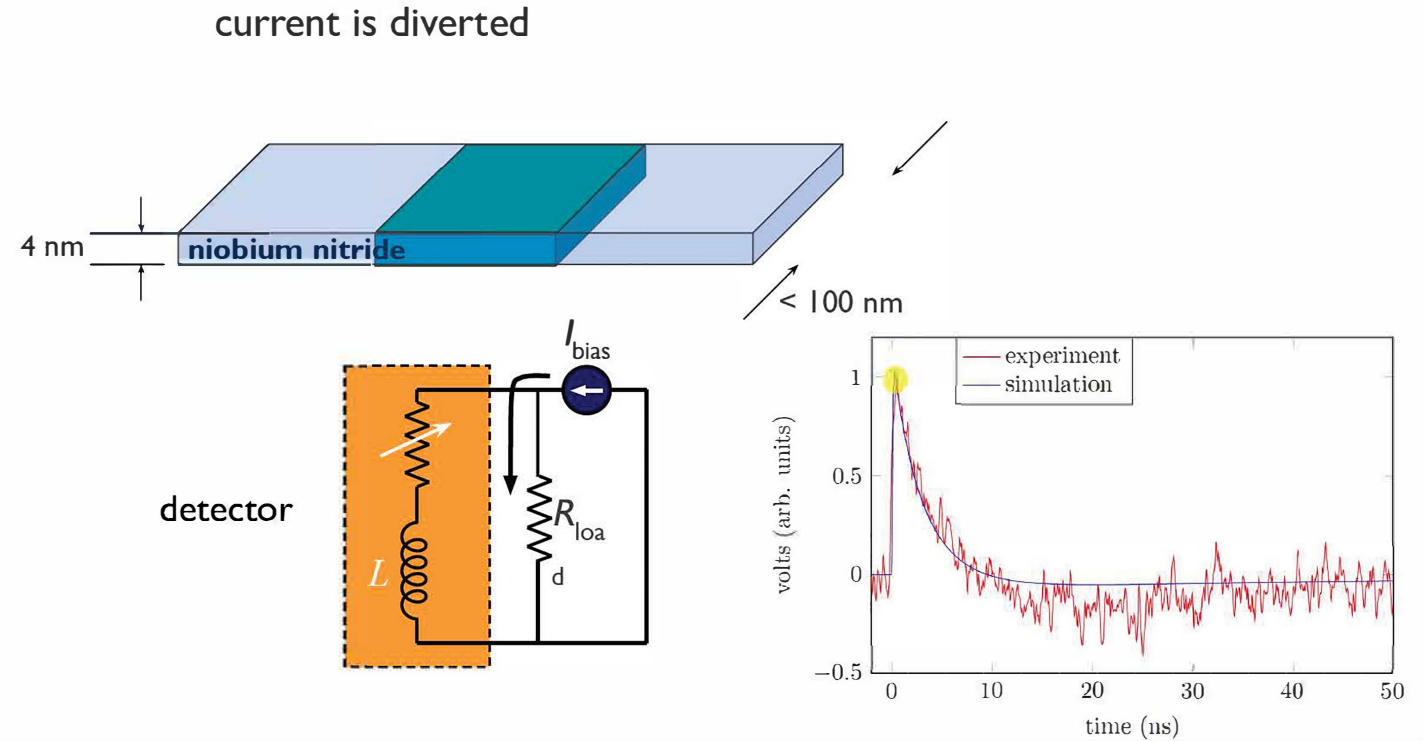 current is diverted
4 nm
niobium nitride
< 100 nm
I bias
detector
L
R loa
d
experiment
simulation
volts (arb. units)
1
0.5
0
−0.5
0 10 20 30 40 50
time (ns)